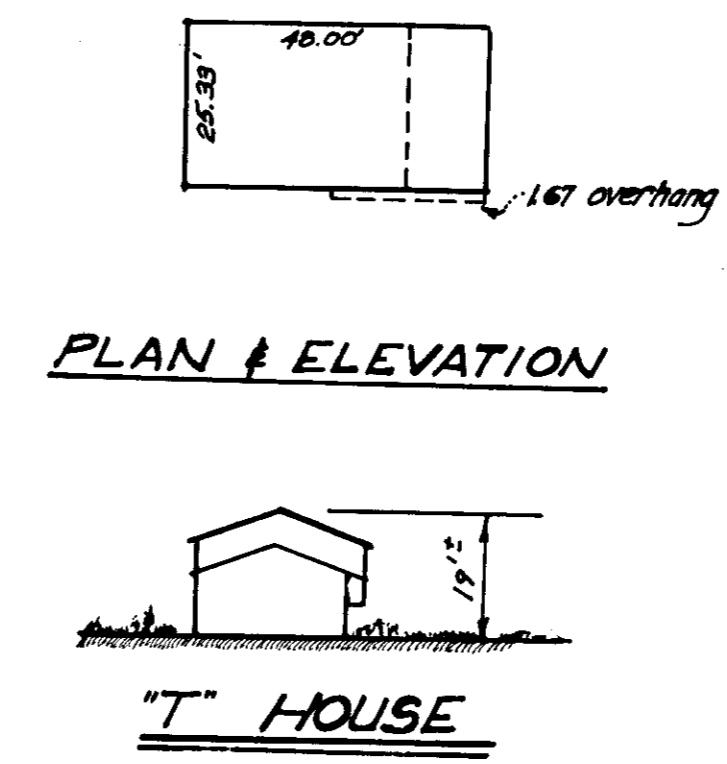 48.00'
25.33'
1.67 overhang
PLAN & ELEVATION
19'±
"T" HOUSE